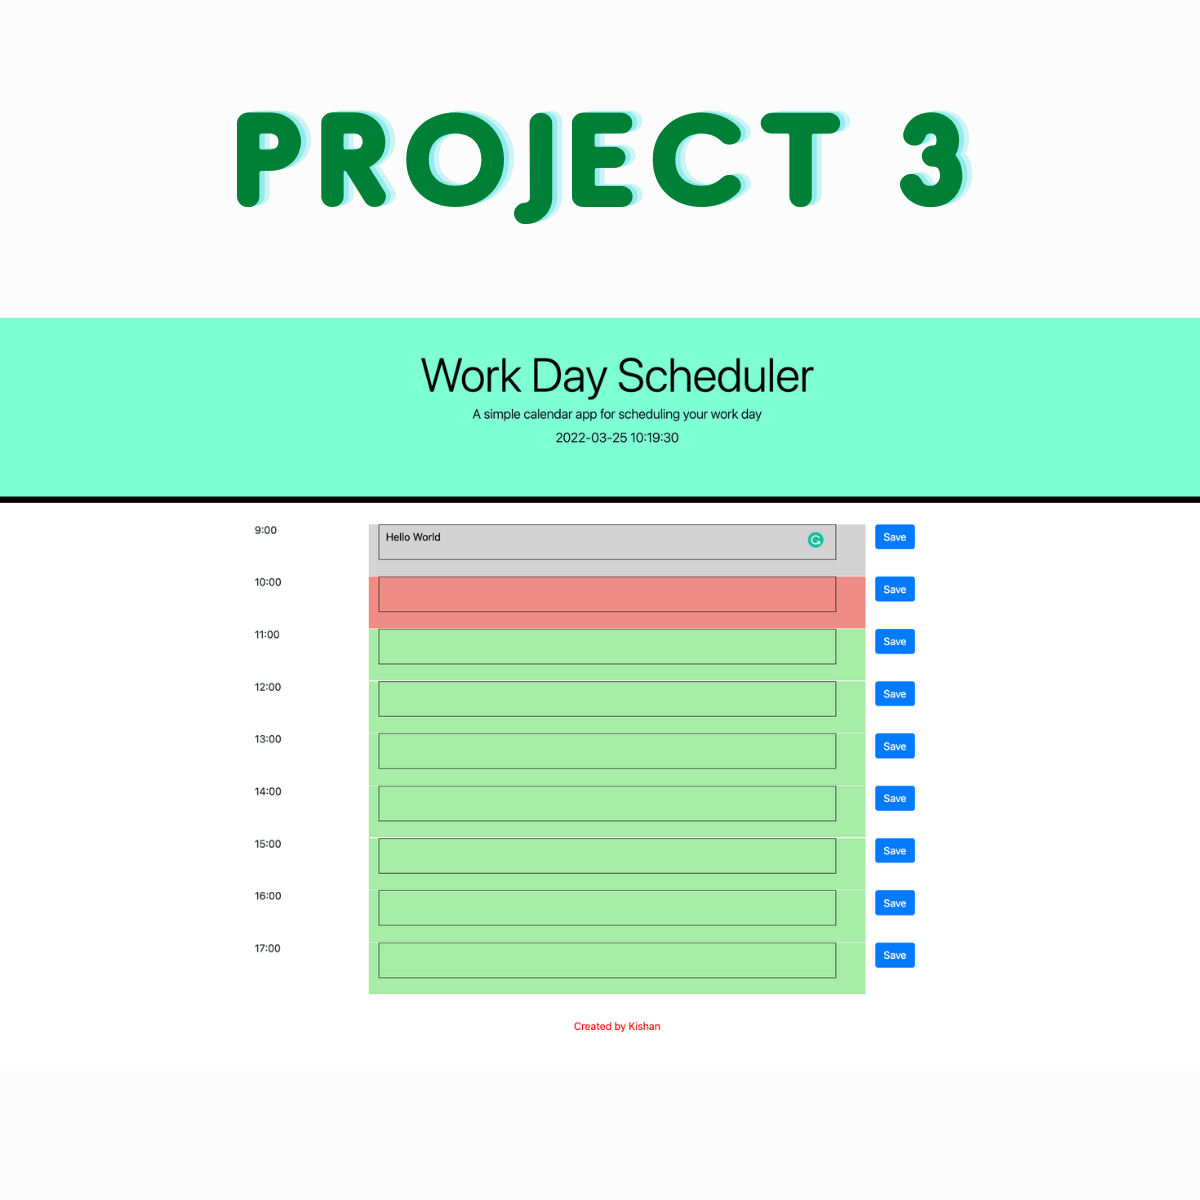 PROJECT 3
Work Day Scheduler
A simple calendar app for scheduling your work day
2022-03-25 10:19:30
9:00 Hello World Save
10:00 Save
11:00 Save
12:00 Save
13:00 Save
14:00 Save
15:00 Save
16:00 Save
17:00 Save
Created by Kishan